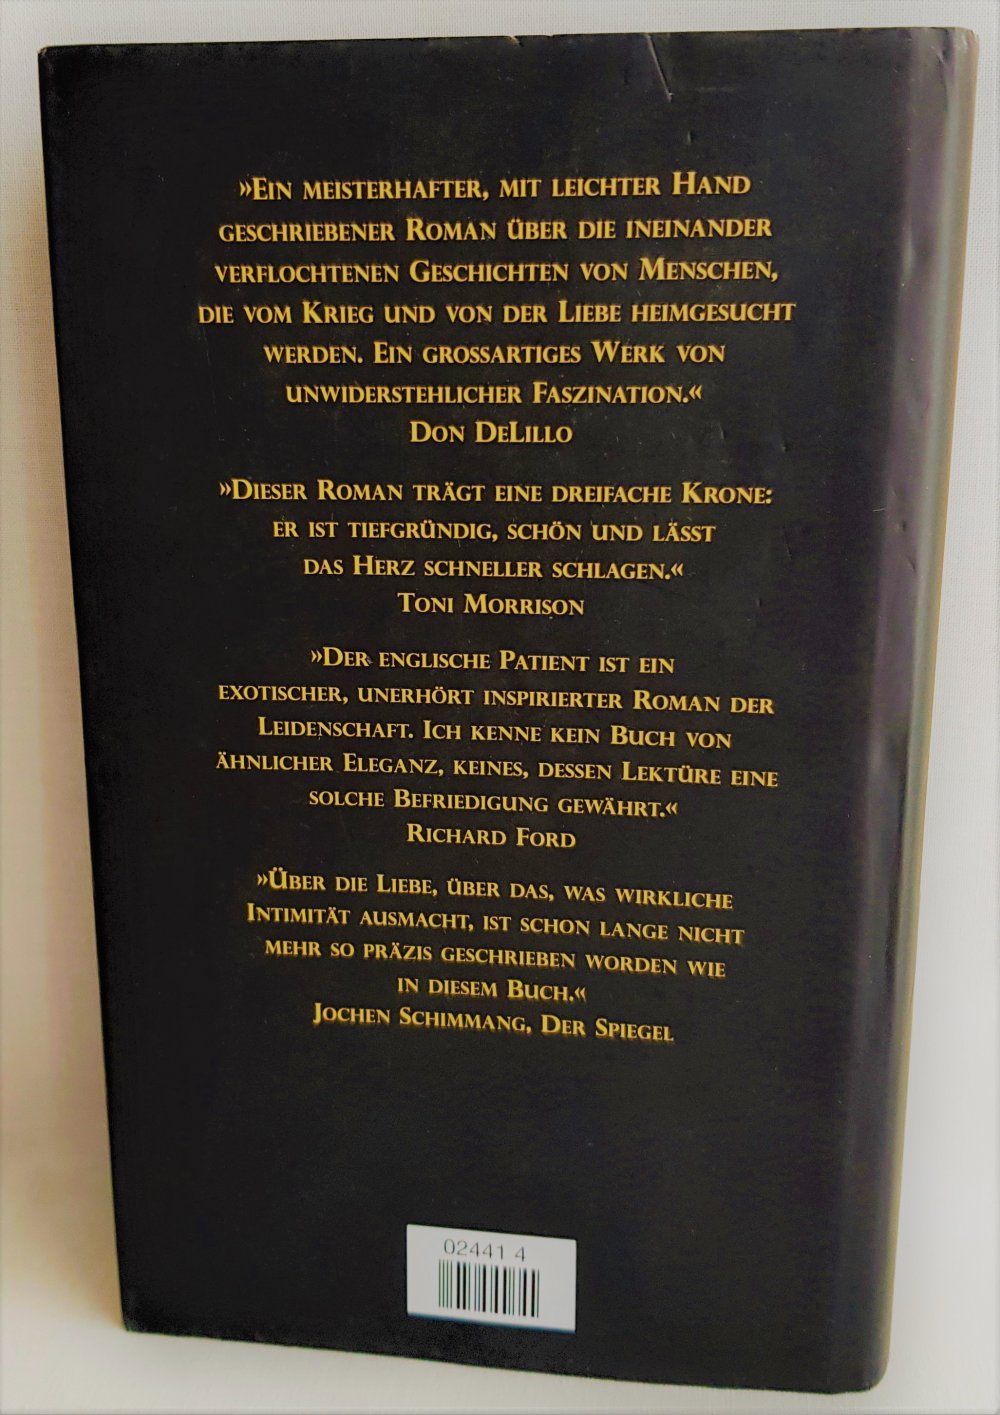 »Ein meisterhafter, mit leichter Hand
geschriebener Roman über die ineinander
verflochtenen Geschichten von Menschen,
die vom Krieg und von der Liebe heimgesucht
werden. Ein grossartiges Werk von
unwiderstehlicher Faszination.«
Don DeLillo
»Dieser Roman trägt eine dreifache Krone:
er ist tiefgründig, schön und lässt
das Herz schneller schlagen.«
Toni Morrison
»Der englische Patient ist ein
exotischer, unerhört inspirierter Roman der
Leidenschaft. Ich kenne kein Buch von
ähnlicher Eleganz, keines, dessen Lektüre eine
solche Befriedigung gewährt.«
Richard Ford
»Über die Liebe, über das, was wirkliche
Intimität ausmacht, ist schon lange nicht
mehr so präzis geschrieben worden wie
in diesem Buch.«
Jochen Schimmang, Der Spiegel
02441 4